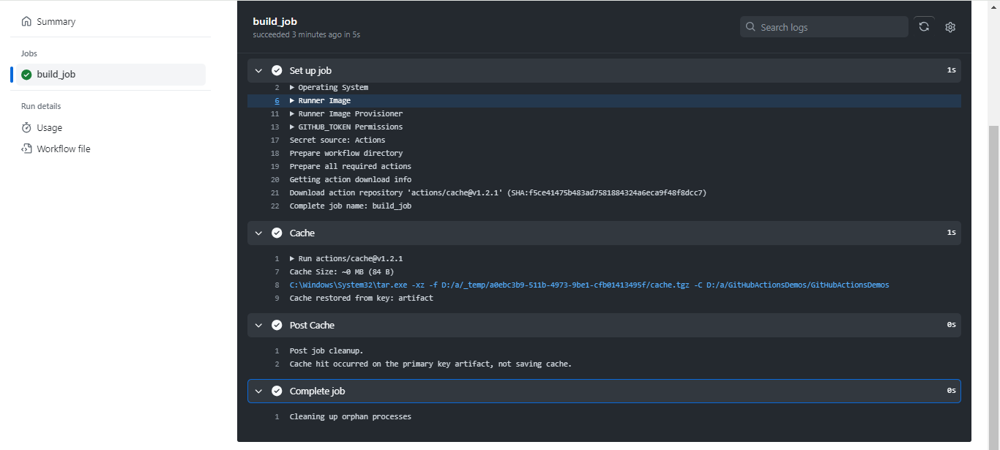 Summary
Jobs
build_job
Run details
Usage
Workflow file
build_job
succeeded 3 minutes ago in 5s
Search logs
Set up job 1s
2 ▶ Operating System
6 ▶ Runner Image
11 ▶ Runner Image Provisioner
13 ▶ GITHUB_TOKEN Permissions
17 Secret source: Actions
18 Prepare workflow directory
19 Prepare all required actions
20 Getting action download info
21 Download action repository 'actions/cache@v1.2.1' (SHA:f5ce41475b483ad7581884324a6eca9f48f8dcc7)
22 Complete job name: build_job
Cache 1s
1 ▶ Run actions/cache@v1.2.1
7 Cache Size: ~0 MB (84 B)
8 C:\Windows\System32\tar.exe -xz -f D:/a/_temp/a0ebc3b9-511b-4973-9be1-cfb01413495f/cache.tgz -C D:/a/GitHubActionsDemos/GitHubActionsDemos
9 Cache restored from key: artifact
Post Cache 0s
1 Post job cleanup.
2 Cache hit occurred on the primary key artifact, not saving cache.
Complete job 0s
1 Cleaning up orphan processes